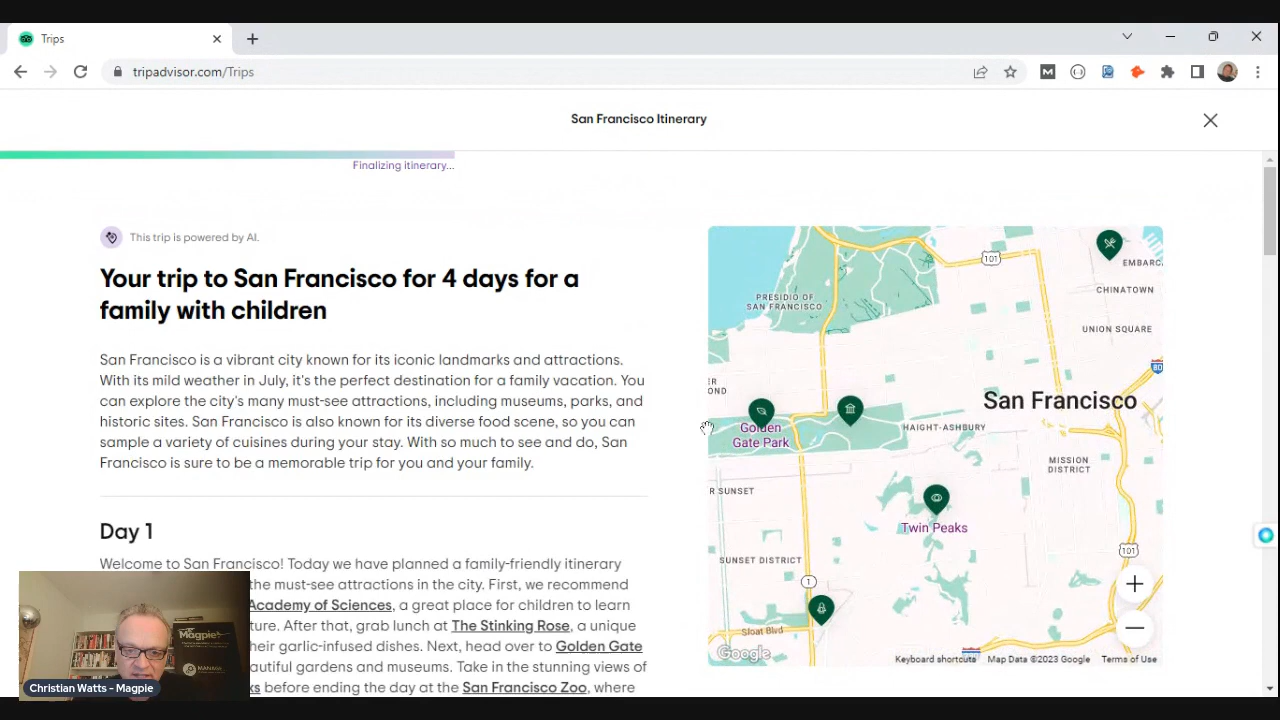 Trips
tripadvisor.com/Trips
San Francisco Itinerary
Finalizing itinerary...
This trip is powered by AI.
Your trip to San Francisco for 4 days for a
family with children
San Francisco is a vibrant city known for its iconic landmarks and attractions.
With its mild weather in July, it's the perfect destination for a family vacation. You
can explore the city's many must-see attractions, including museums, parks, and
historic sites. San Francisco is also known for its diverse food scene, so you can
sample a variety of cuisines during your stay. With so much to see and do, San
Francisco is sure to be a memorable trip for you and your family.
Day 1
Welcome to San Francisco! Today we have planned a family-friendly itinerary
the must-see attractions in the city. First, we recommend
Academy of Sciences, a great place for children to learn
After that, grab lunch at The Stinking Rose, a unique
their garlic-infused dishes. Next, head over to Golden Gate
gardens and museums. Take in the stunning views of
before ending the day at the San Francisco Zoo, where
101
EMBARC
PRESIDIO OF
SAN FRANCISCO
CHINATOWN
UNION SQUARE
80
San Francisco
Golden
Gate Park
HAIGHT-ASHBURY
MISSION
DISTRICT
R SUNSET
Twin Peaks
SUNSET DISTRICT
101
1
Sloat Blvd
Google
Keyboard shortcuts
Map Data ©2023 Google
Terms of Use
Magpie
Christian Watts - Magpie